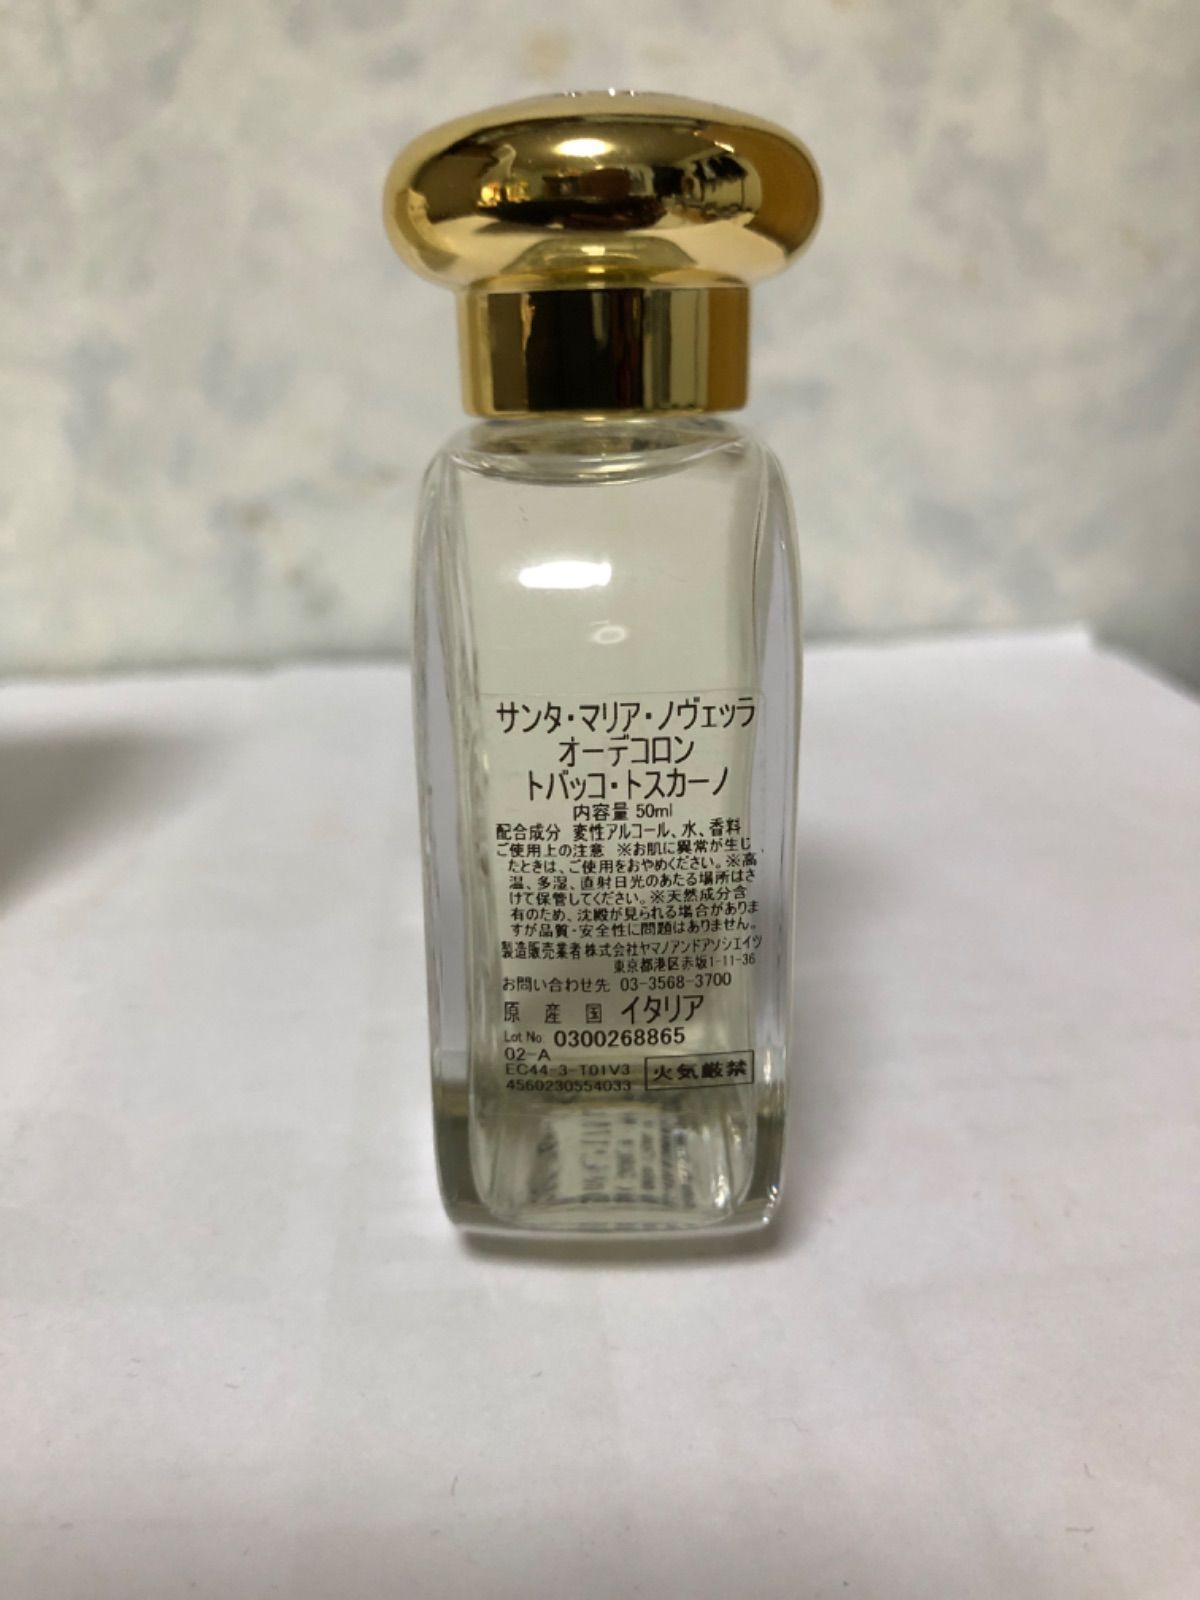 サンタ・マリア・ノヴェッラ
オーデコロン
トバッコ・トスカーノ
内容量 50ml
配合成分 変性アルコール、水、香料
ご使用上の注意 ※お肌に異常が生じ
たときは、ご使用をおやめください。※高
温、多湿、直射日光のあたる場所はさ
けて保管してください。※天然成分含
有のため、沈殿が見られる場合がありま
すが品質・安全性に問題はありません。
製造販売業者 株式会社ヤマノアンドアソシエイツ
東京都港区赤坂1-11-36
お問い合わせ先 03-3568-3700
原産国 イタリア
Lot No. 0300268865
02-A
EC44-3-T01V3
4560230554033 火気厳禁